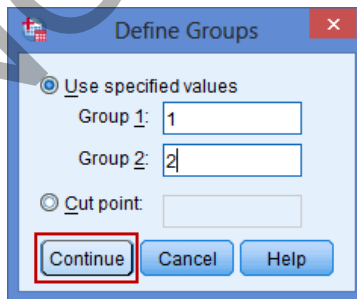 Define Groups
Use specified values
Group 1: 1
Group 2: 2
Cut point:
Continue Cancel Help